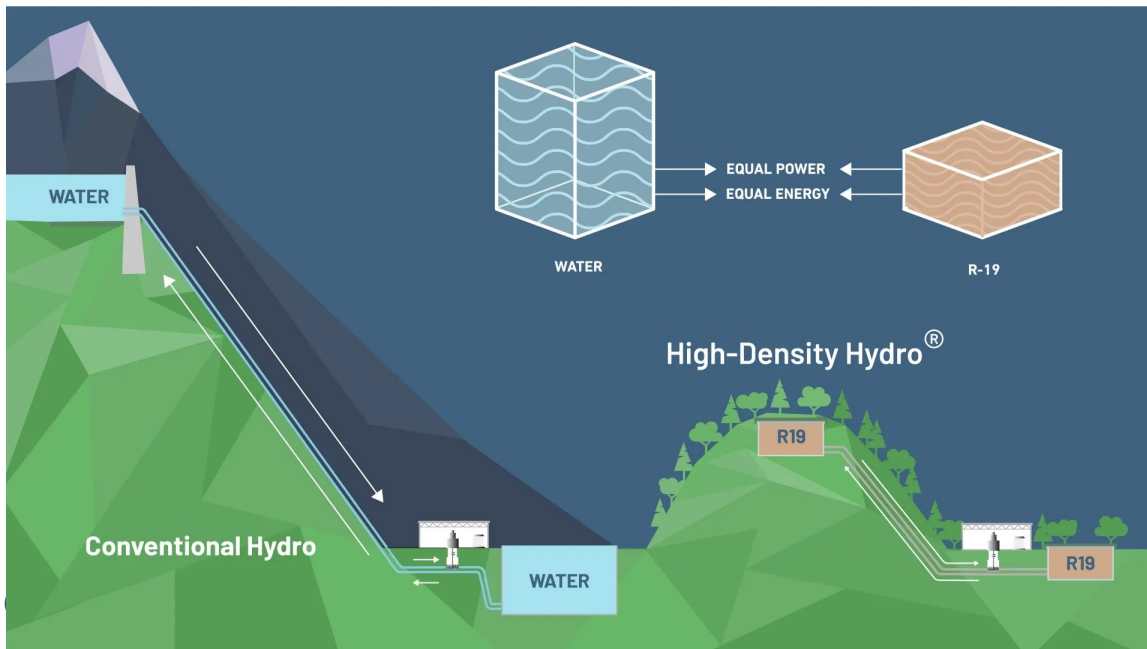 WATER
EQUAL POWER
EQUAL ENERGY
WATER
R-19
High-Density Hydro®
R19
Conventional Hydro
WATER
R19